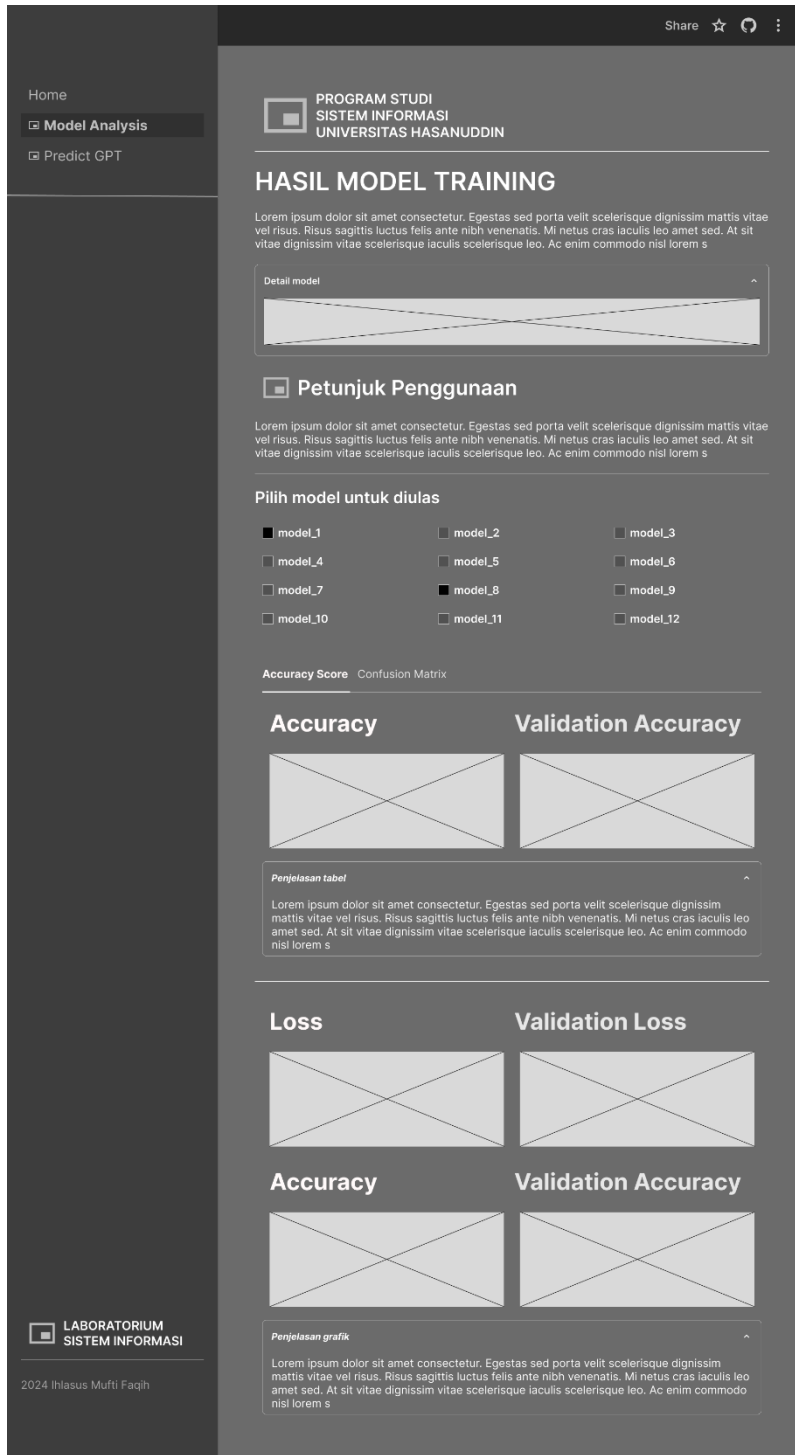 Share
Home
Model Analysis
Predict GPT
PROGRAM STUDI
SISTEM INFORMASI
UNIVERSITAS HASANUDDIN
HASIL MODEL TRAINING
Lorem ipsum dolor sit amet consectetur. Egestas sed porta velit scelerisque dignissim mattis vitae
vel risus. Risus sagittis luctus felis ante nibh venenatis. Mi netus cras iaculis leo amet sed. At sit
vitae dignissim vitae scelerisque iaculis scelerisque leo. Ac enim commodo nisl lorem s
Detail model
Petunjuk Penggunaan
Lorem ipsum dolor sit amet consectetur. Egestas sed porta velit scelerisque dignissim mattis vitae
vel risus. Risus sagittis luctus felis ante nibh venenatis. Mi netus cras iaculis leo amet sed. At sit
vitae dignissim vitae scelerisque iaculis scelerisque leo. Ac enim commodo nisl lorem s
Pilih model untuk diulas
model_1 model_2 model_3
model_4 model_5 model_6
model_7 model_8 model_9
model_10 model_11 model_12
Accuracy Score Confusion Matrix
Accuracy Validation Accuracy
Penjelasan tabel
Lorem ipsum dolor sit amet consectetur. Egestas sed porta velit scelerisque dignissim
mattis vitae vel risus. Risus sagittis luctus felis ante nibh venenatis. Mi netus cras iaculis leo
amet sed. At sit vitae dignissim vitae scelerisque iaculis scelerisque leo. Ac enim commodo
nisl lorem s
Loss Validation Loss
Accuracy Validation Accuracy
Penjelasan grafik
Lorem ipsum dolor sit amet consectetur. Egestas sed porta velit scelerisque dignissim
mattis vitae vel risus. Risus sagittis luctus felis ante nibh venenatis. Mi netus cras iaculis leo
amet sed. At sit vitae dignissim vitae scelerisque iaculis scelerisque leo. Ac enim commodo
nisl lorem s
LABORATORIUM
SISTEM INFORMASI
2024 Ihlasus Mufti Faqih